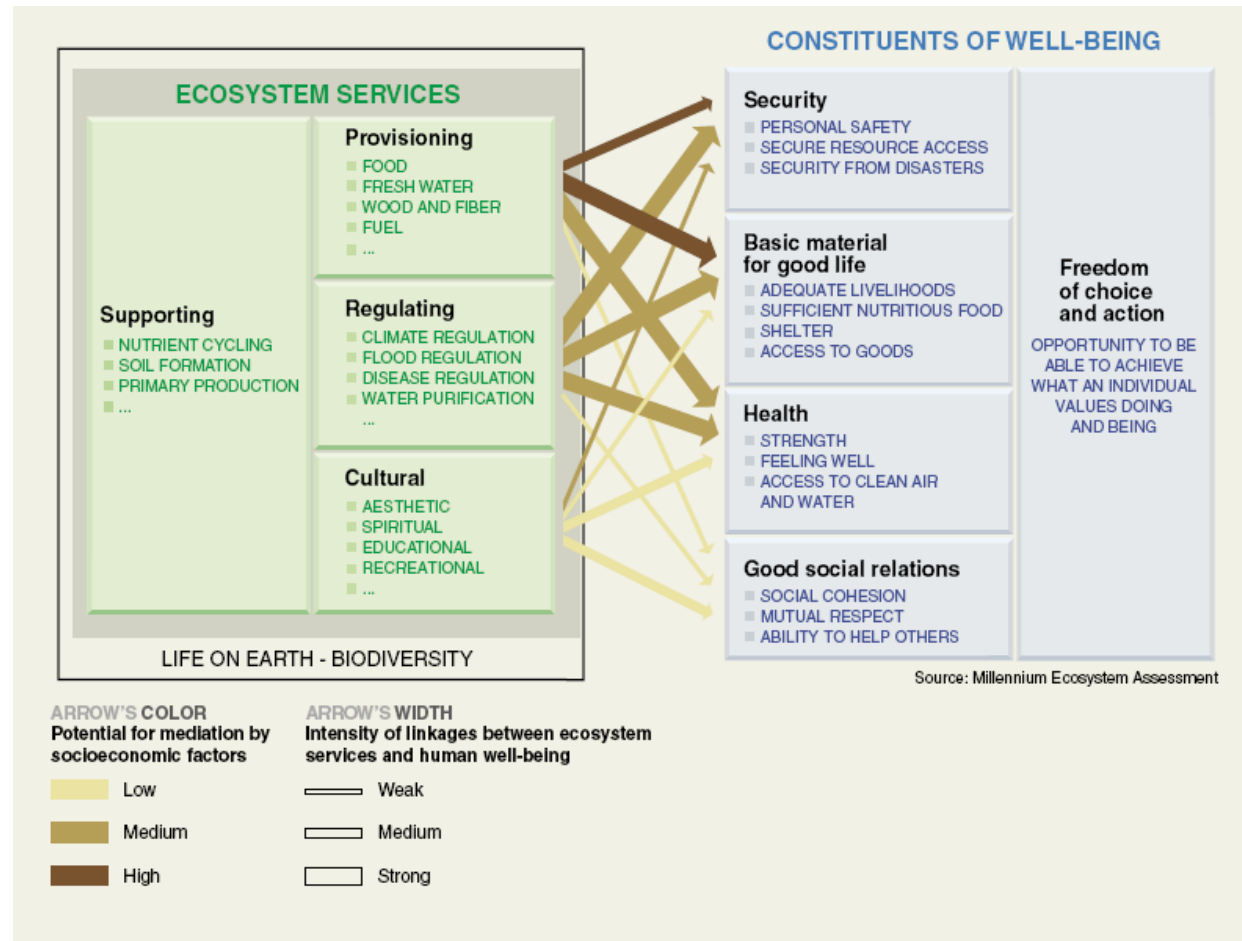 CONSTITUENTS OF WELL-BEING
ECOSYSTEM SERVICES
Supporting
NUTRIENT CYCLING
SOIL FORMATION
PRIMARY PRODUCTION
...
Provisioning
FOOD
FRESH WATER
WOOD AND FIBER
FUEL
...
Regulating
CLIMATE REGULATION
FLOOD REGULATION
DISEASE REGULATION
WATER PURIFICATION
...
Cultural
AESTHETIC
SPIRITUAL
EDUCATIONAL
RECREATIONAL
...
LIFE ON EARTH - BIODIVERSITY
Security
PERSONAL SAFETY
SECURE RESOURCE ACCESS
SECURITY FROM DISASTERS
Basic material
for good life
ADEQUATE LIVELIHOODS
SUFFICIENT NUTRITIOUS FOOD
SHELTER
ACCESS TO GOODS
Health
STRENGTH
FEELING WELL
ACCESS TO CLEAN AIR
AND WATER
Good social relations
SOCIAL COHESION
MUTUAL RESPECT
ABILITY TO HELP OTHERS
Freedom
of choice
and action
OPPORTUNITY TO BE
ABLE TO ACHIEVE
WHAT AN INDIVIDUAL
VALUES DOING
AND BEING
Source: Millennium Ecosystem Assessment
ARROW'S COLOR
Potential for mediation by
socioeconomic factors
Low
Medium
High
ARROW'S WIDTH
Intensity of linkages between ecosystem
services and human well-being
Weak
Medium
Strong